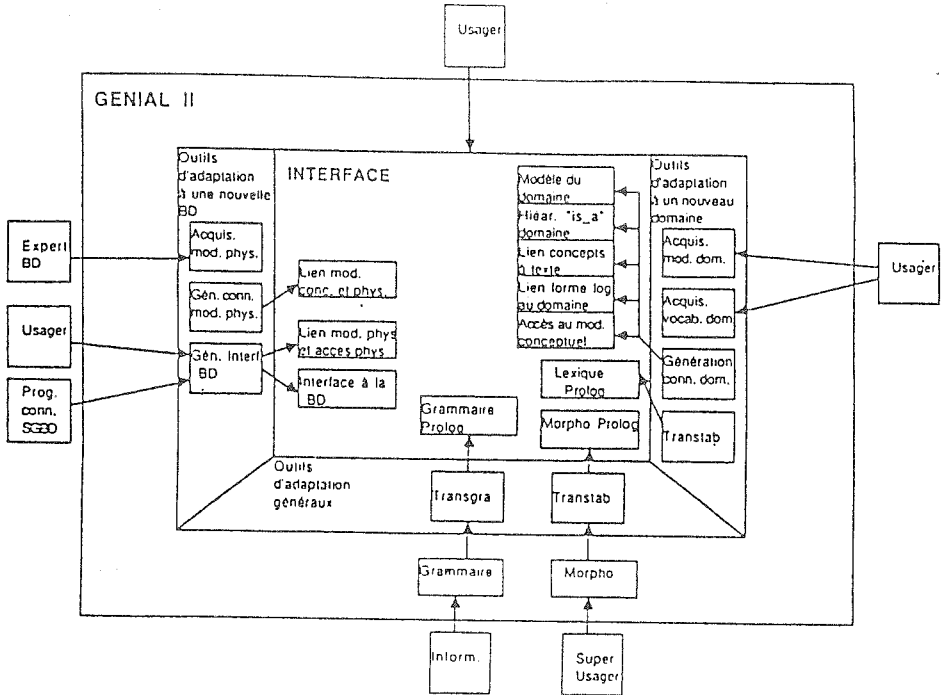 Usager
GENIAL II
Outils
d'adaptation
à une nouvelle
BD
INTERFACE
Outils
d'adaptation
à un nouveau
domaine
Modèle du
domaine
Hiéar. "is_a"
domaine
Lien concepts
à texte
Lien forme log
au domaine
Accès au mod.
conceptuel
Expert
BD
Acquis.
mod. phys.
Gén. conn.
mod. phys.
Gén. Interf
BD
Usager
Prog.
conn.
SGBD
Lien mod.
conc. et phys.
Lien mod. phys
et acces phys
Interface à la
BD
Acquis.
mod. dom.
Acquis.
vocab. dom.
Génération
conn. dom.
Transtab
Usager
Lexique
Prolog
Grammaire
Prolog
Morpho Prolog
Outils
d'adaptation
généraux
Transgra
Transtab
Grammaire
Morpho
Inform.
Super
Usager